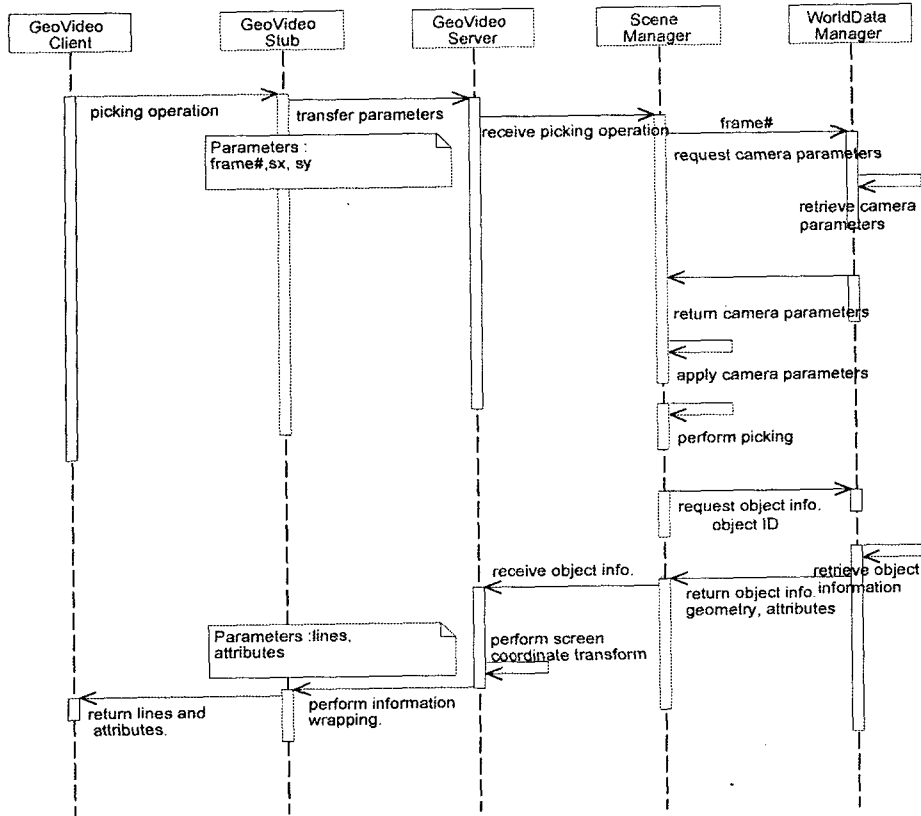 GeoVideo
Client
GeoVideo
Stub
GeoVideo
Server
Scene
Manager
WorldData
Manager
picking operation
transfer parameters
receive picking operation
frame#
request camera parameters
Parameters :
frame#,sx, sy
retrieve camera
parameters
return camera parameters
apply camera parameters
perform picking
request object info.
object ID
retrieve object
information
receive object info.
return object info.
geometry, attributes
Parameters :lines,
attributes
perform screen
coordinate transform
perform information
wrapping.
return lines and
attributes.